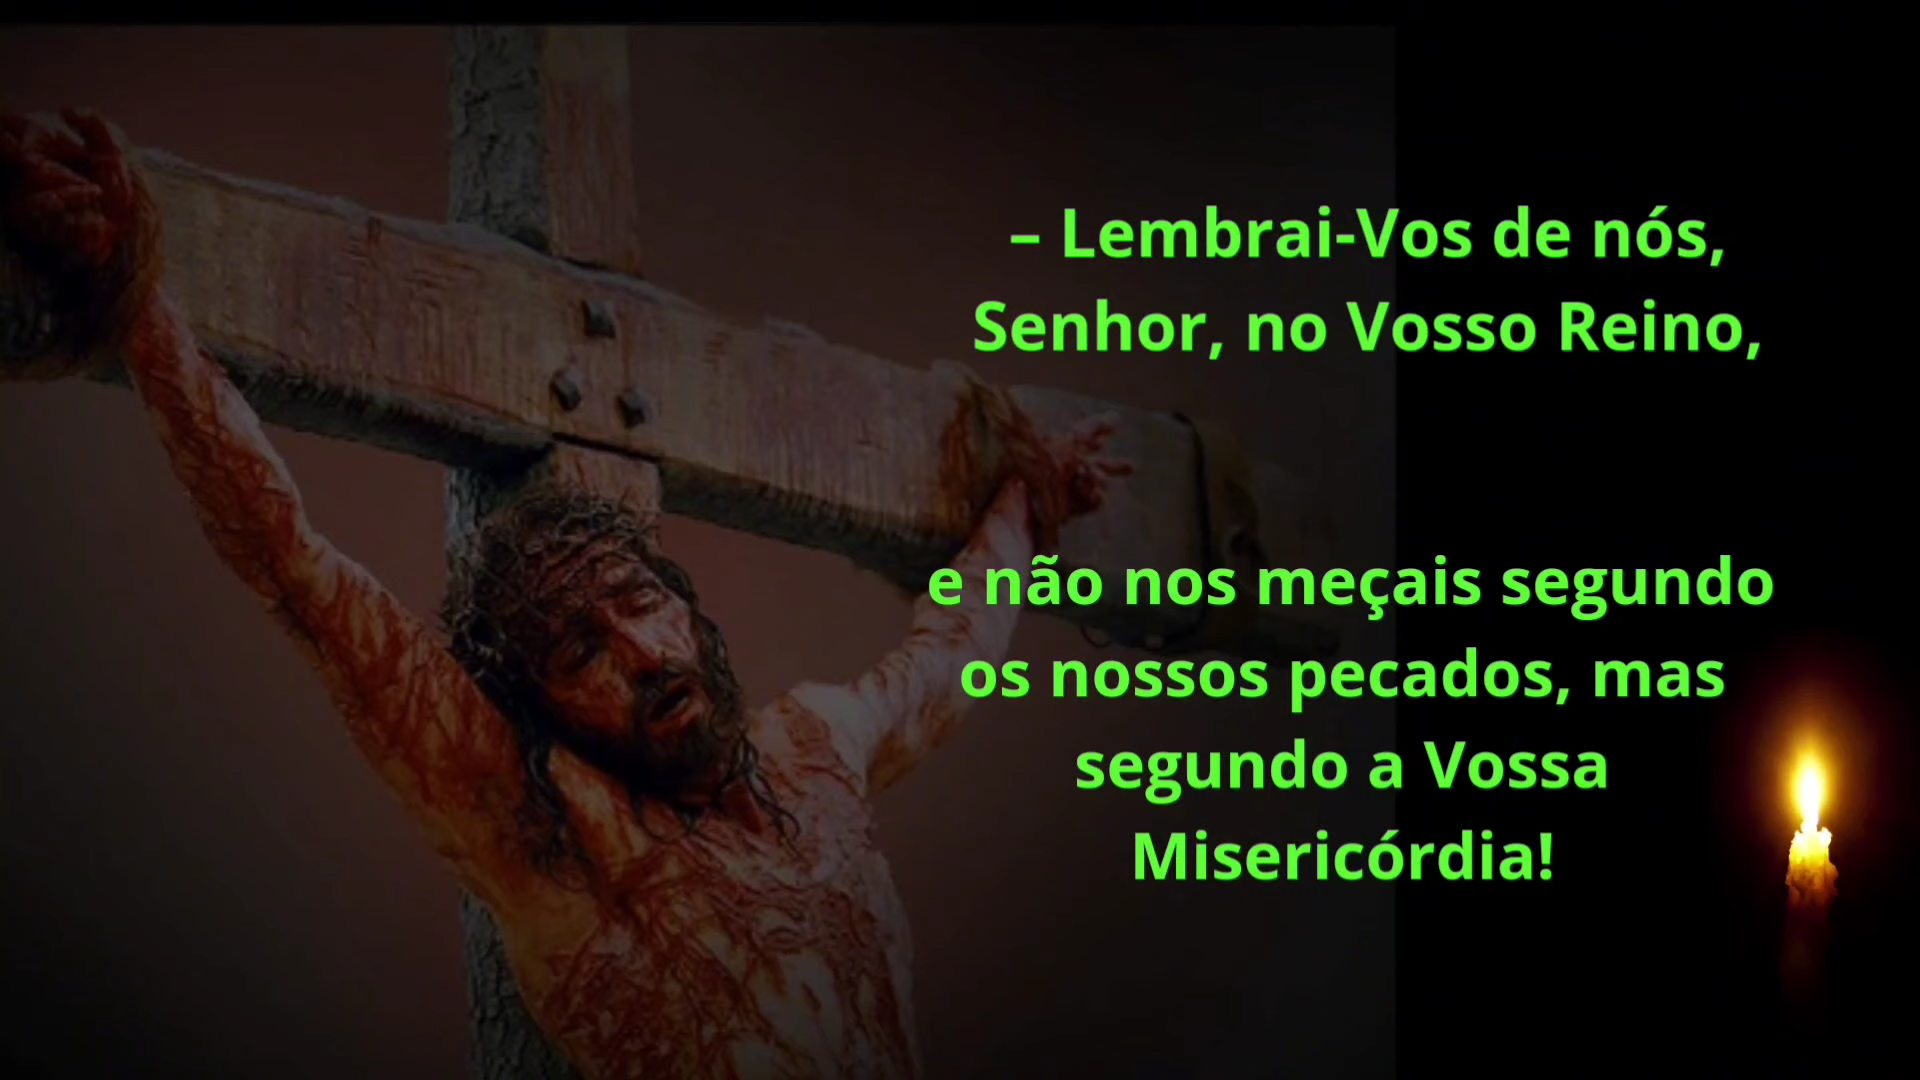 – Lembrai-Vos de nós,
Senhor, no Vosso Reino,
e não nos meçais segundo
os nossos pecados, mas
segundo a Vossa
Misericórdia!